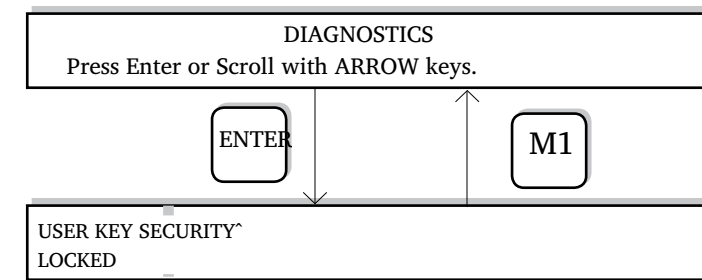 DIAGNOSTICS
Press Enter or Scroll with ARROW keys.
ENTER
M1
USER KEY SECURITY^
LOCKED